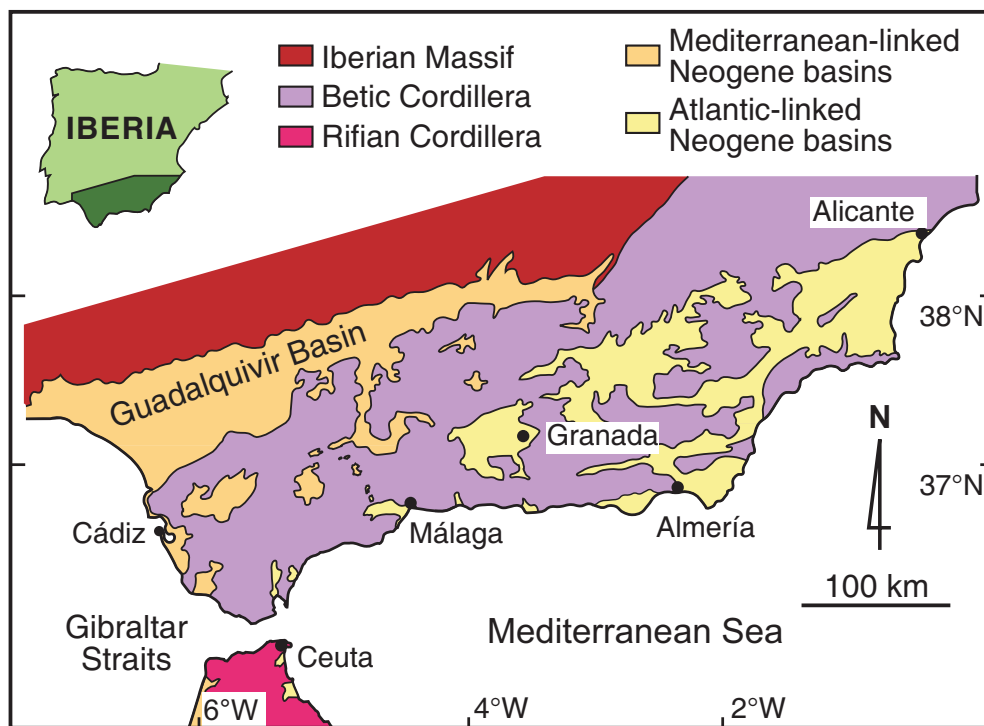 IBERIA
Iberian Massif
Betic Cordillera
Rifian Cordillera
Mediterranean-linked
Neogene basins
Atlantic-linked
Neogene basins
Alicante
38°N
Guadalquivir Basin
N
Granada
37°N
Cádiz
Málaga
Almería
100 km
Gibraltar
Straits
Mediterranean Sea
Ceuta
6°W
4°W
2°W